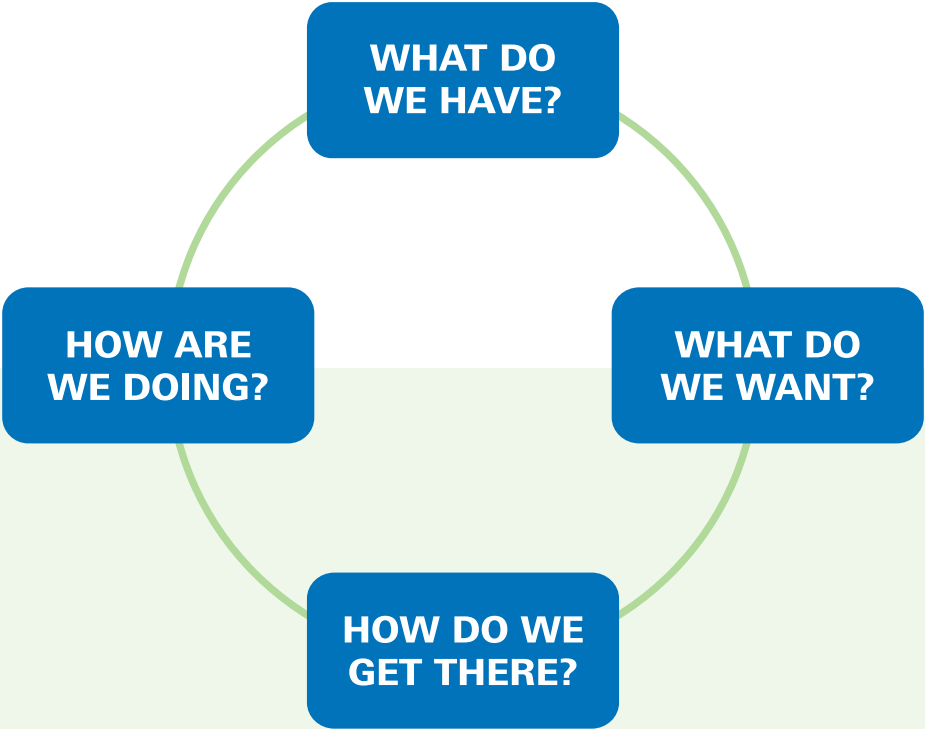 WHAT DO
WE HAVE?
HOW ARE
WE DOING?
WHAT DO
WE WANT?
HOW DO WE
GET THERE?